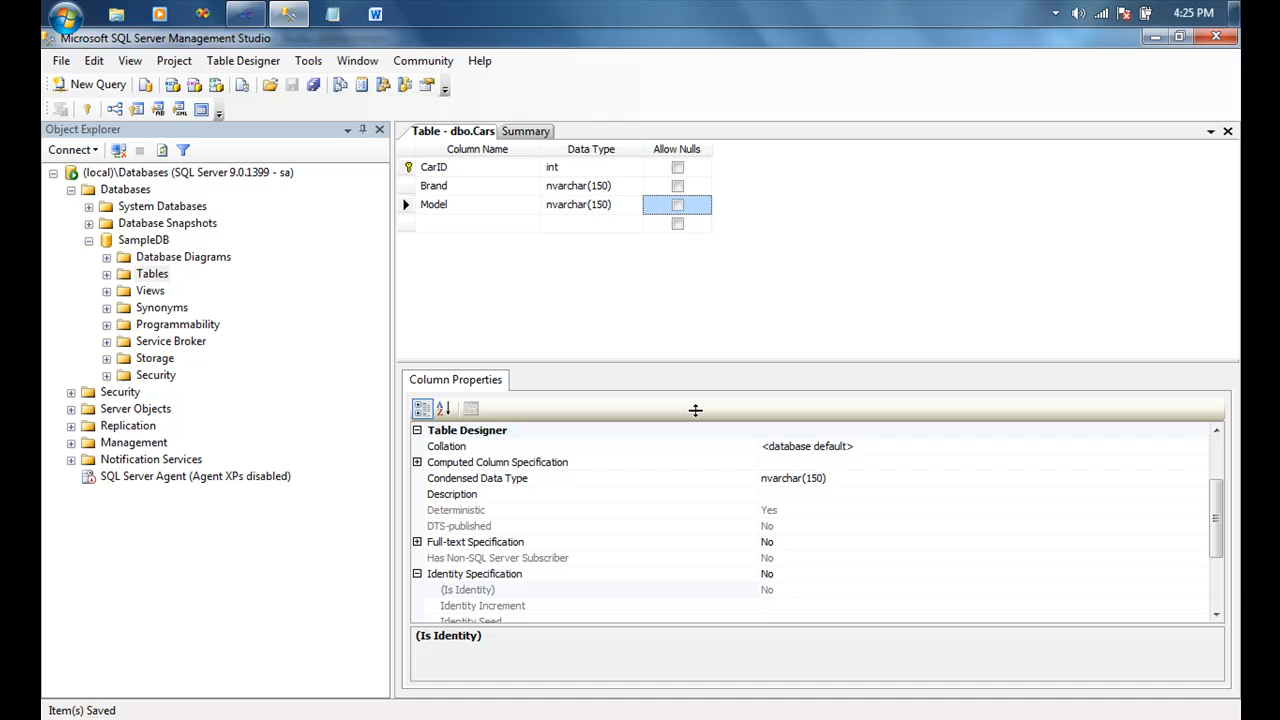 4:25 PM
Microsoft SQL Server Management Studio
File Edit View Project Table Designer Tools Window Community Help
New Query
Object Explorer
Connect
(local)\Databases (SQL Server 9.0.1399 - sa)
Databases
System Databases
Database Snapshots
SampleDB
Database Diagrams
Tables
Views
Synonyms
Programmability
Service Broker
Storage
Security
Security
Server Objects
Replication
Management
Notification Services
SQL Server Agent (Agent XPs disabled)
Table - dbo.Cars Summary
Column Name Data Type Allow Nulls
CarID int
Brand nvarchar(150)
Model nvarchar(150)
Column Properties
Table Designer
Collation <database default>
Computed Column Specification
Condensed Data Type nvarchar(150)
Description
Deterministic Yes
DTS-published No
Full-text Specification No
Has Non-SQL Server Subscriber No
Identity Specification No
(Is Identity) No
Identity Increment
Identity Seed
(Is Identity)
Item(s) Saved